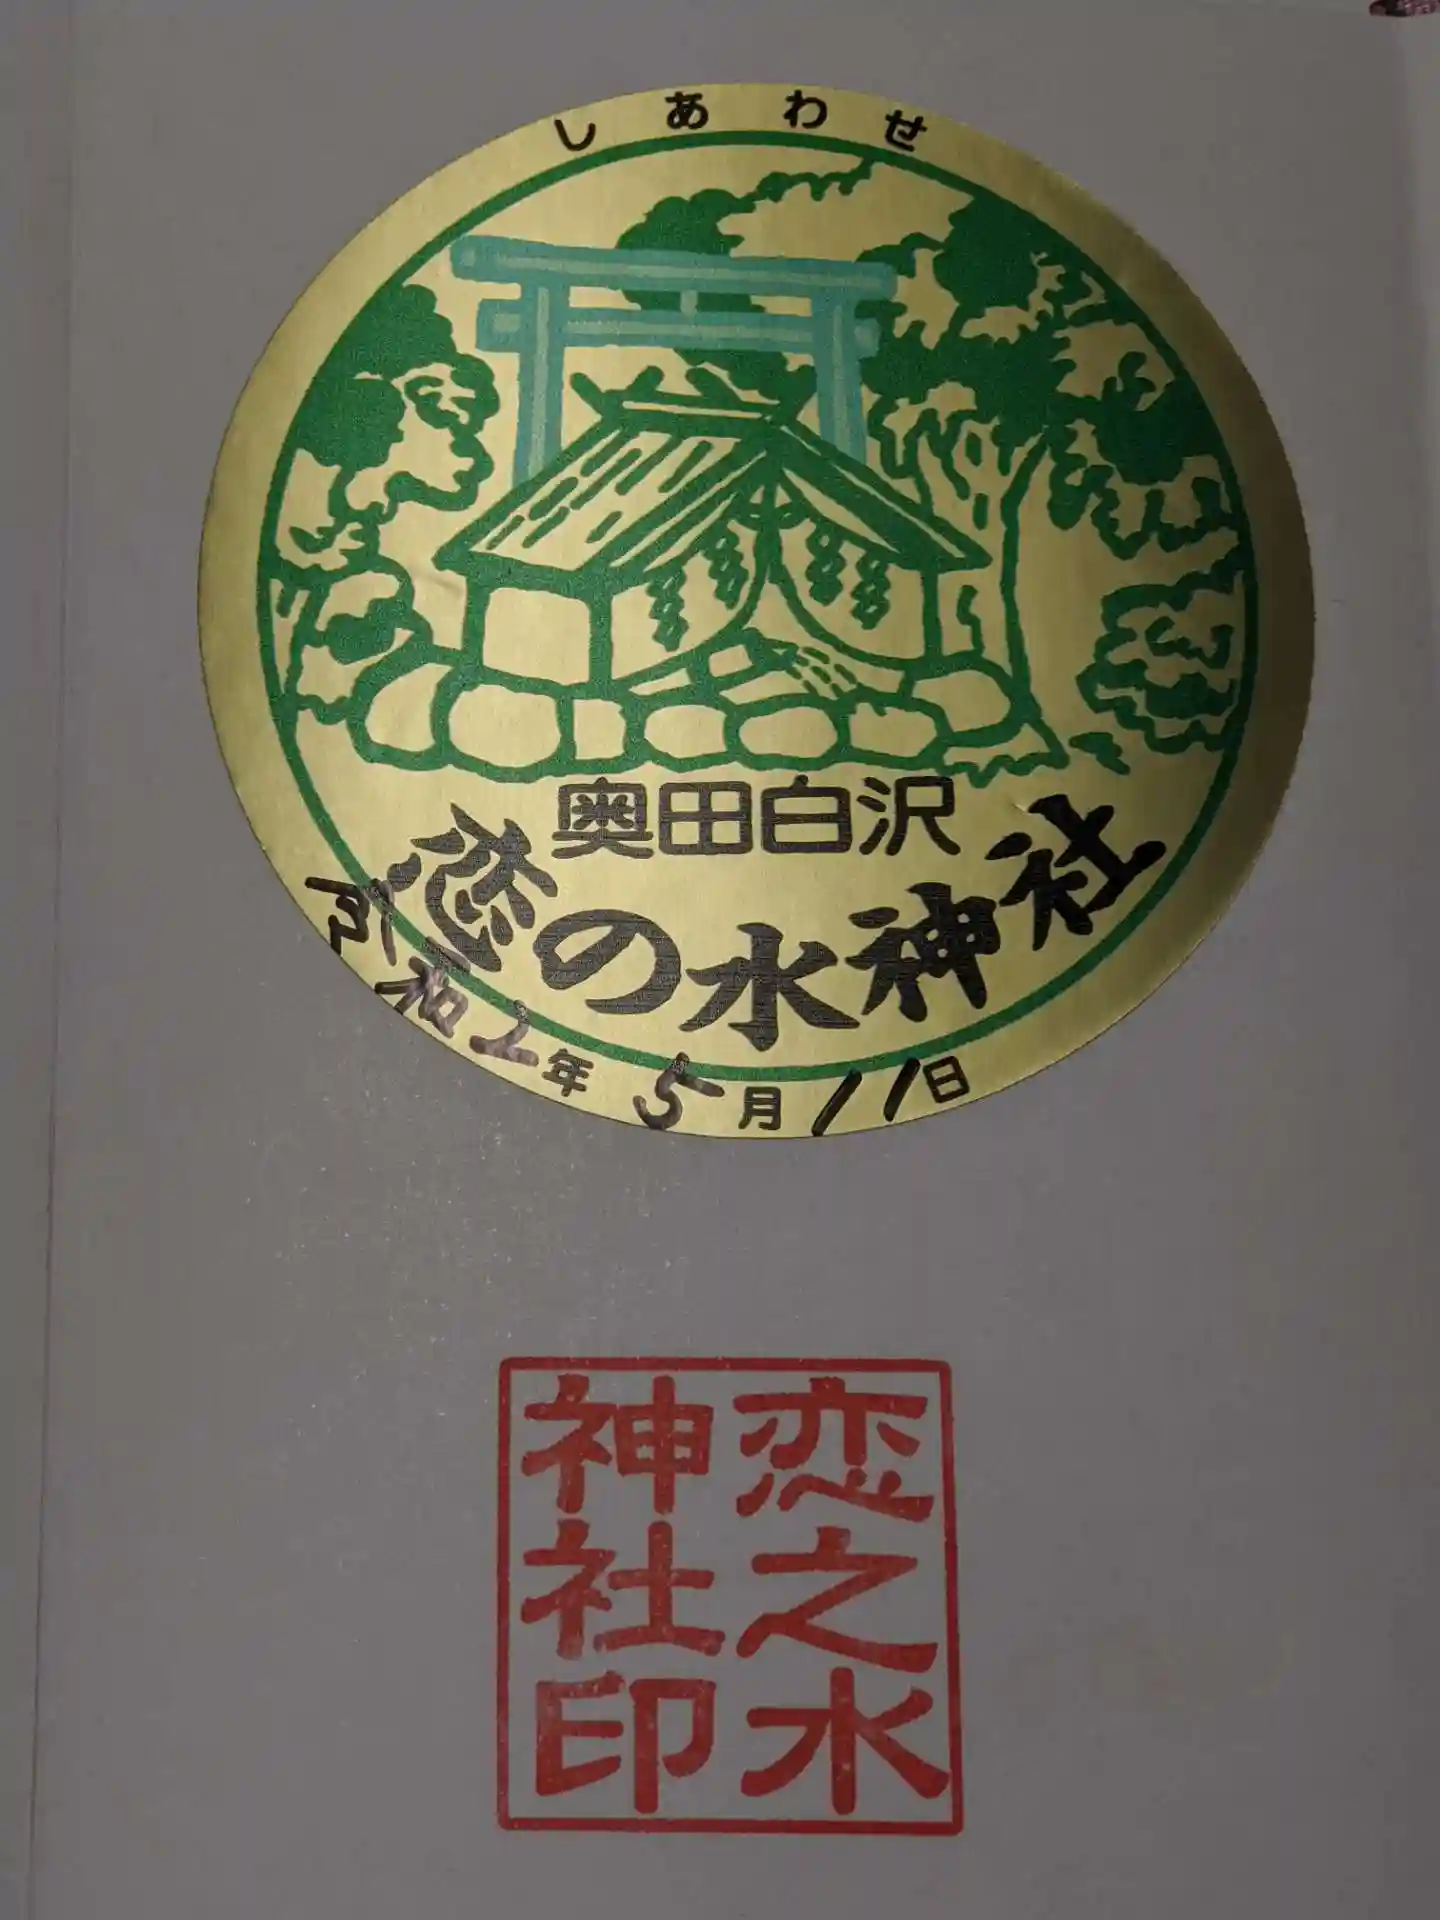 しあわせ
奥田白沢
恋の水神社
令和2年5月11日
恋之水
神社印